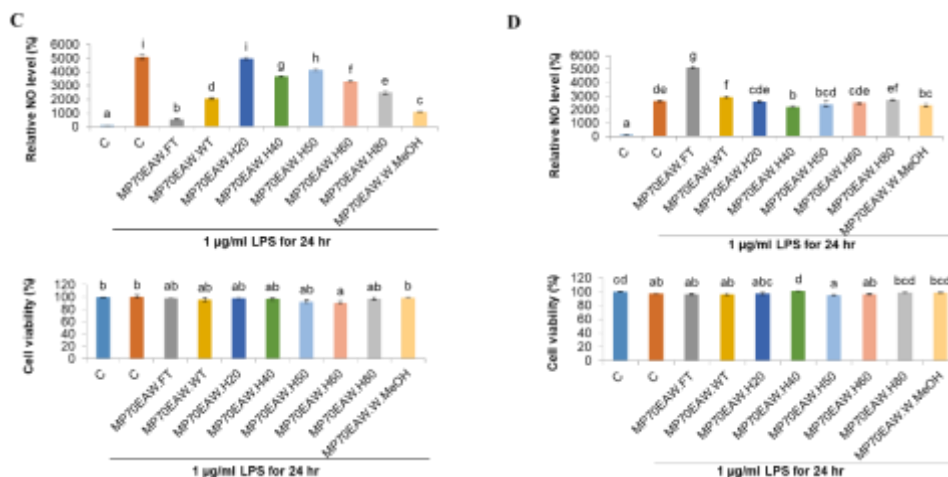 C
Relative NO level (%)
6000
5000
4000
3000
2000
1000
0
a
i
b
d
i
g
h
f
e
c
C
C
MP70EAW.FT
MP70EAW.WT
MP70EAW.H20
MP70EAW.H40
MP70EAW.H50
MP70EAW.H60
MP70EAW.H80
MP70EAW.W.MeOH
1 µg/ml LPS for 24 hr
Cell viability (%)
120
100
80
60
40
20
0
b
b
ab
ab
ab
ab
ab
a
ab
b
C
C
MP70EAW.FT
MP70EAW.WT
MP70EAW.H20
MP70EAW.H40
MP70EAW.H50
MP70EAW.H60
MP70EAW.H80
MP70EAW.W.MeOH
1 µg/ml LPS for 24 hr
D
Relative NO level (%)
6000
5000
4000
3000
2000
1000
0
a
de
g
f
cde
b
bcd
cde
ef
bc
C
C
MP70EAW.FT
MP70EAW.WT
MP70EAW.H20
MP70EAW.H40
MP70EAW.H50
MP70EAW.H60
MP70EAW.H80
MP70EAW.W.MeOH
1 µg/ml LPS for 24 hr
Cell viability (%)
120
100
80
60
40
20
0
cd
ab
ab
ab
abc
d
a
ab
bcd
bcd
C
C
MP70EAW.FT
MP70EAW.WT
MP70EAW.H20
MP70EAW.H40
MP70EAW.H50
MP70EAW.H60
MP70EAW.H80
MP70EAW.W.MeOH
1 µg/ml LPS for 24 hr